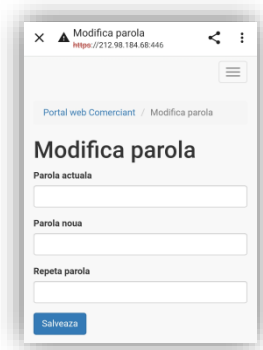 Modifica parola
https://212.98.184.68:446
Portal web Comerciant / Modifica parola
Modifica parola
Parola actuala
Parola noua
Repeta parola
Salveaza